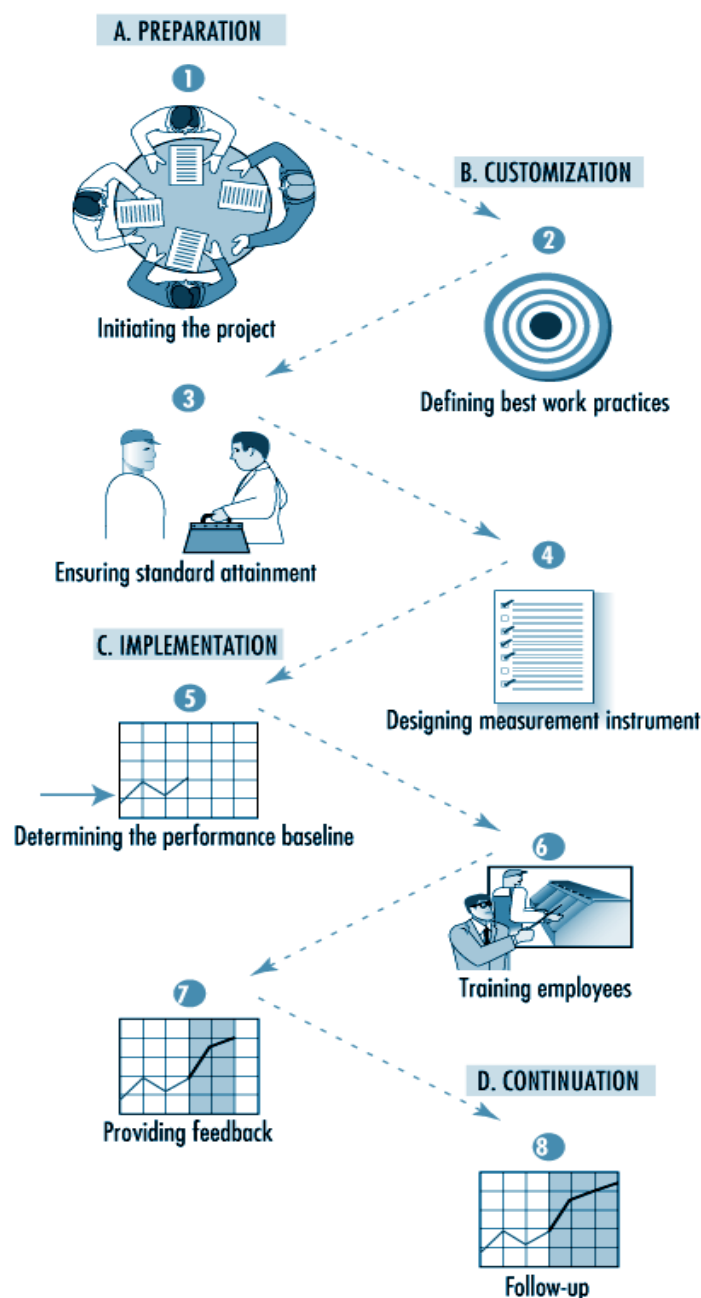 A. PREPARATION
1
Initiating the project
B. CUSTOMIZATION
2
Defining best work practices
3
Ensuring standard attainment
4
Designing measurement instrument
C. IMPLEMENTATION
5
Determining the performance baseline
6
Training employees
7
Providing feedback
D. CONTINUATION
8
Follow-up